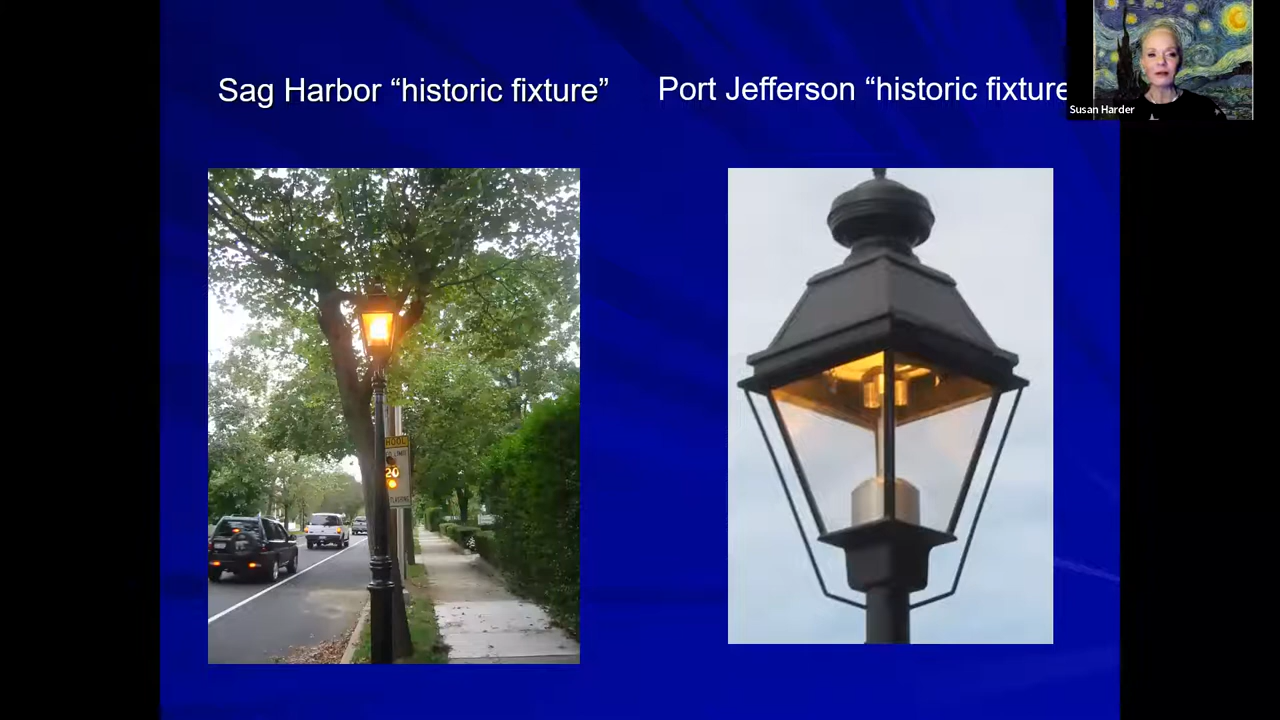 Sag Harbor “historic fixture”
Port Jefferson “historic fixture
Susan Harder
20